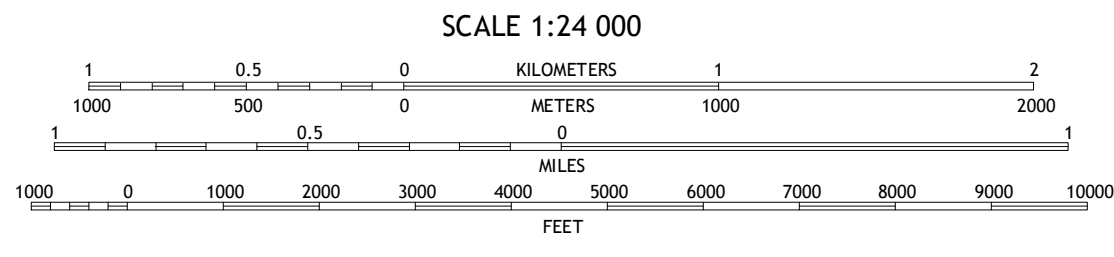 SCALE 1:24 000
1 0.5 0 KILOMETERS 1 2
1000 500 0 METERS 1000 2000
1 0.5 0 1
MILES
1000 0 1000 2000 3000 4000 5000 6000 7000 8000 9000 10000
FEET